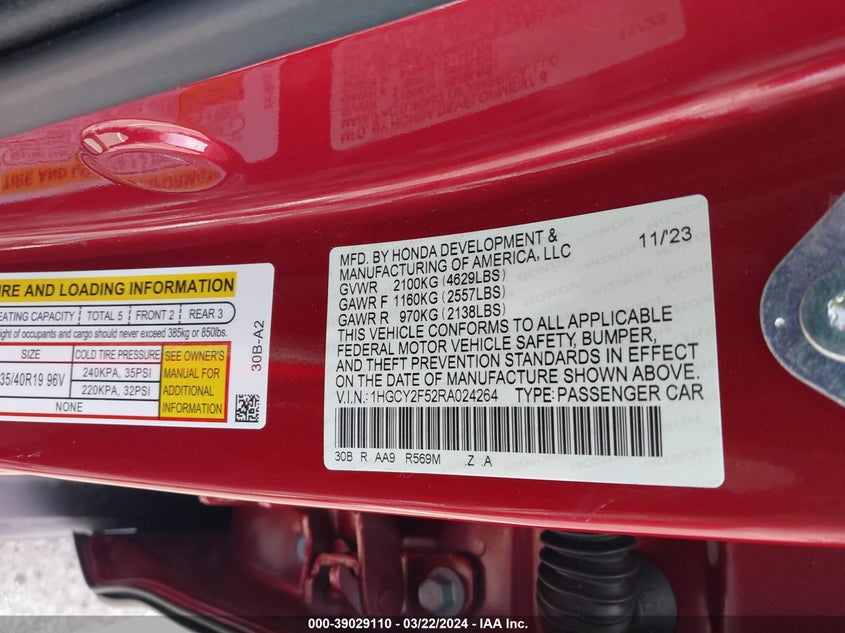 IRE AND LOADING INFORMATION
EATING CAPACITY TOTAL 5 FRONT 2 REAR 3
ght of occupants and cargo should never exceed 385kg or 850lbs.
SIZE COLD TIRE PRESSURE SEE OWNER'S MANUAL FOR ADDITIONAL INFORMATION
35/40R19 96V 240KPA, 35PSI
220KPA, 32PSI
NONE
30B-A2
MFD. BY HONDA DEVELOPMENT & 11/'23
MANUFACTURING OF AMERICA, LLC
GVWR 2100KG (4629LBS)
GAWR F 1160KG (2557LBS)
GAWR R 970KG (2138LBS)
THIS VEHICLE CONFORMS TO ALL APPLICABLE
FEDERAL MOTOR VEHICLE SAFETY, BUMPER,
AND THEFT PREVENTION STANDARDS IN EFFECT
ON THE DATE OF MANUFACTURE SHOWN ABOVE.
V.I.N.: 1HGCY2F52RA024264 TYPE: PASSENGER CAR
30B R AA9 R569M .Z .A
000-39029110 - 03/22/2024 - IAA Inc.